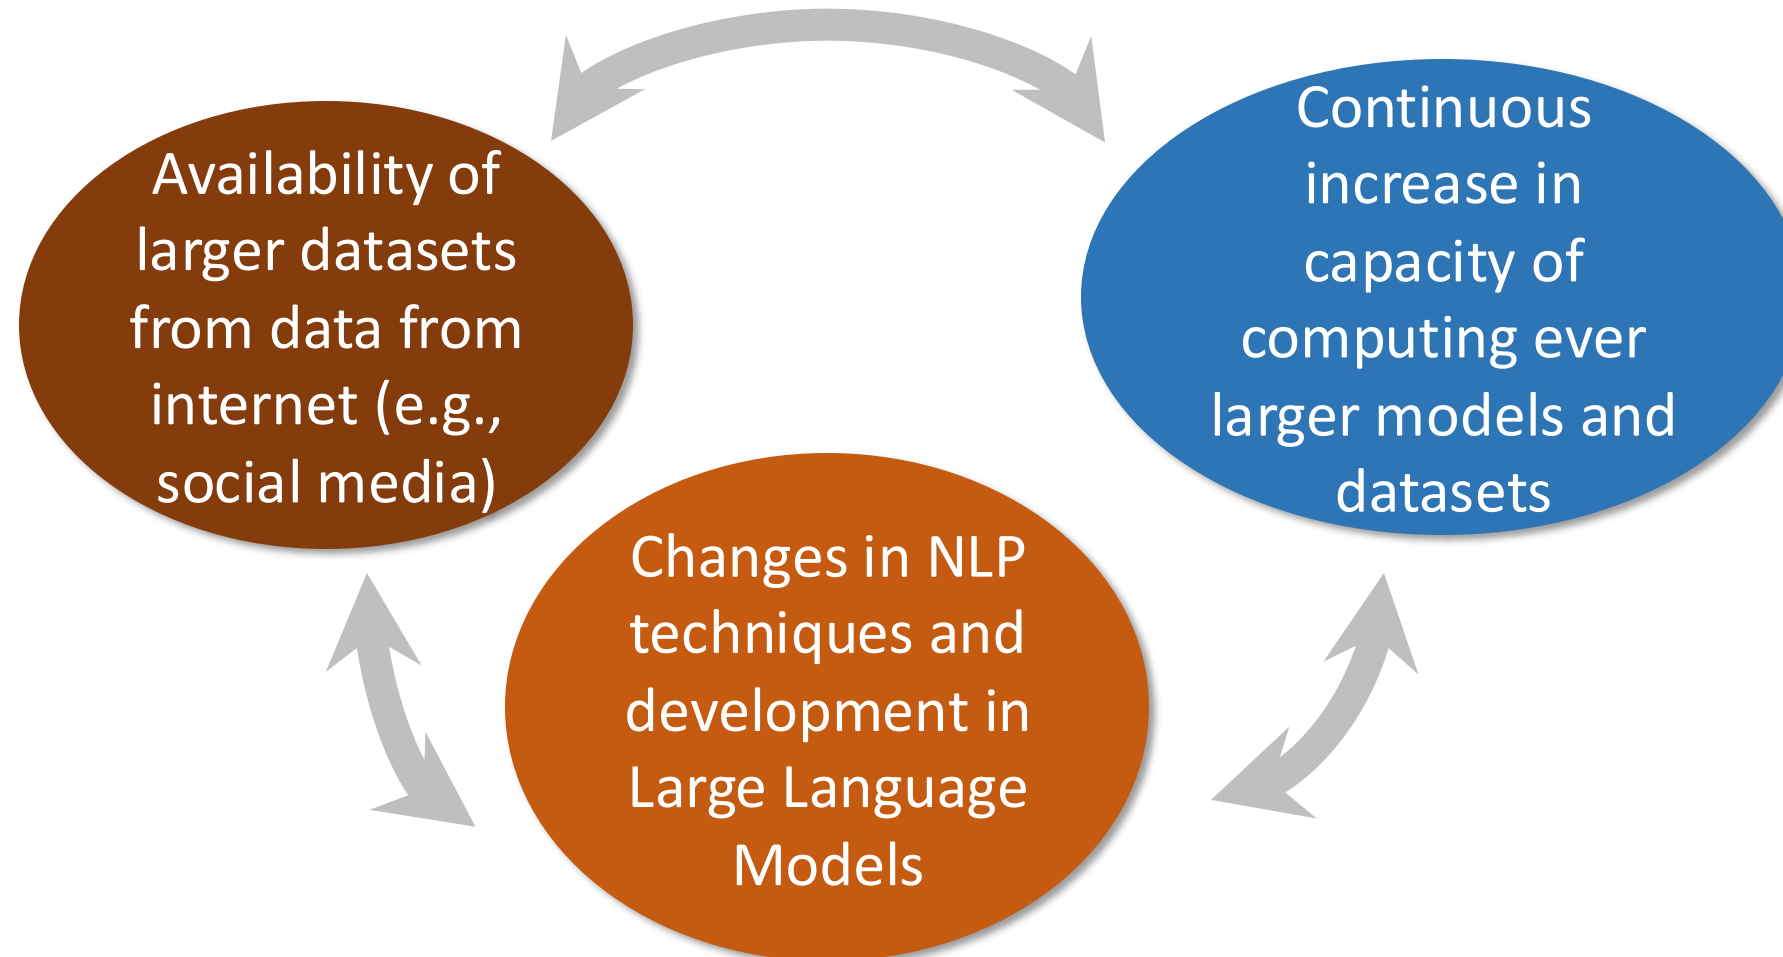 Availability of
larger datasets
from data from
internet (e.g.,
social media)
Continuous
increase in
capacity of
computing ever
larger models and
datasets
Changes in NLP
techniques and
development in
Large Language
Models